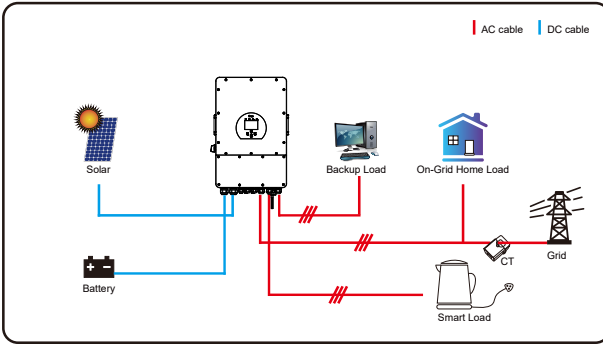 AC cable
DC cable
Solar
Backup Load
On-Grid Home Load
CT
Grid
Battery
Smart Load